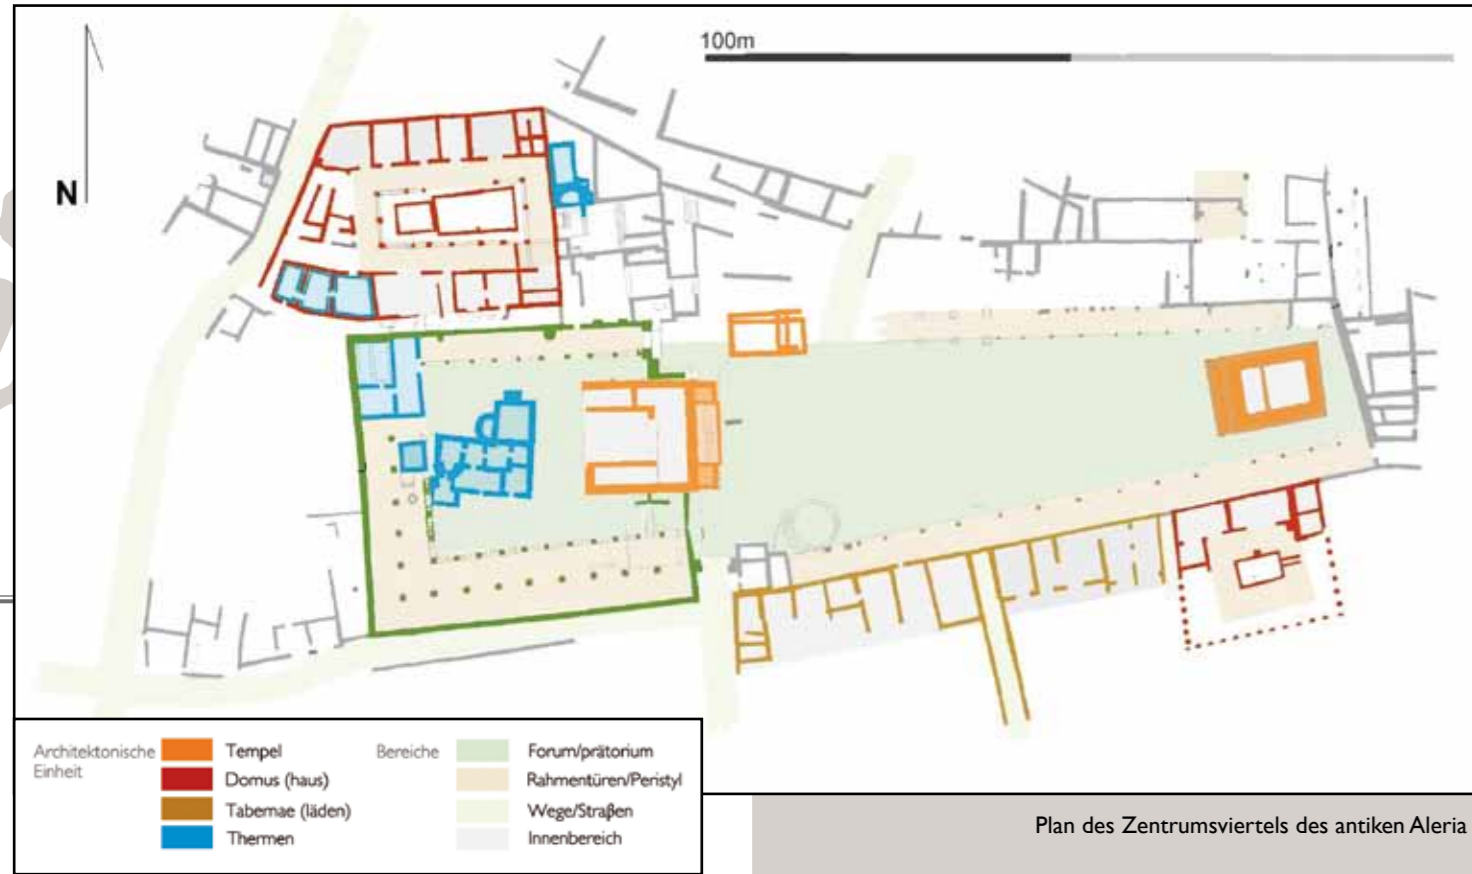 100m
N
Architektonische
Einheit
Tempel
Domus (haus)
Tabernae (läden)
Thermen
Bereiche
Forum/prätorium
Rahmentüren/Peristyl
Wege/Straβen
Innenbereich
Plan des Zentrumsviertels des antiken Aleria